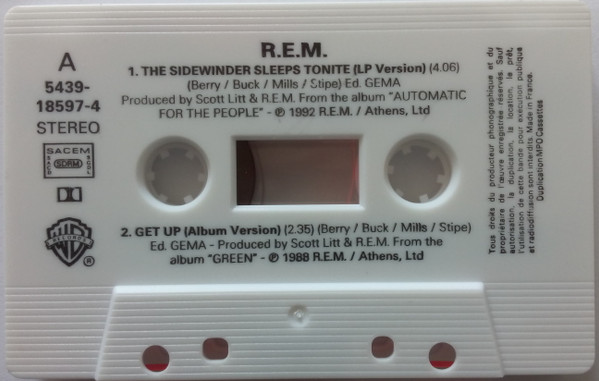 R.E.M.
A
5439-
18597-4
STEREO
1. THE SIDEWINDER SLEEPS TONITE (LP Version) (4.06)
(Berry / Buck / Mills / Stipe) Ed. GEMA
Produced by Scott Litt & R.E.M. From the album "AUTOMATIC
FOR THE PEOPLE" - ℗ 1992 R.E.M. / Athens, Ltd
SACEM
SDRM
2. GET UP (Album Version) (2.35) (Berry / Buck / Mills / Stipe)
Ed. GEMA - Produced by Scott Litt & R.E.M. From the
album "GREEN" - ℗ 1988 R.E.M. / Athens, Ltd
RECORDS
®
Tous droits du producteur phonographique et du
propriétaire de l'œuvre enregistrée réservés. Sauf
autorisation, la duplication, la location, le prêt,
l'utilisation de cette bande pour exécution publique
et radiodiffusion sont interdits. Made in France.
Duplication MPO Cassettes